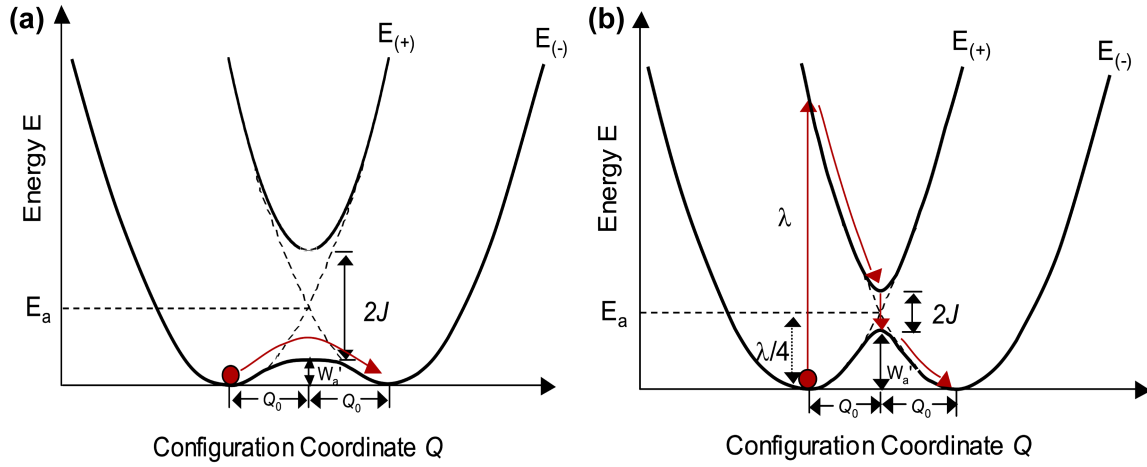 (a)
E(+)
E(-)
Energy E
Ea
2J
Wa'
Q0
Q0
Configuration Coordinate Q
(b)
E(+)
E(-)
Energy E
λ
Ea
λ/4
2J
Wa'
Q0
Q0
Configuration Coordinate Q